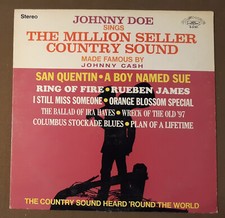 Stereo
JOHNNY DOE
SINGS
THE MILLION SELLER
COUNTRY SOUND
MADE FAMOUS BY
JOHNNY CASH
SAN QUENTIN • A BOY NAMED SUE
RING OF FIRE • RUEBEN JAMES
I STILL MISS SOMEONE • ORANGE BLOSSOM SPECIAL
THE BALLAD OF IRA HAYES • WRECK OF THE OLD '97
COLUMBUS STOCKADE BLUES • PLAN OF A LIFETIME
THE COUNTRY SOUND HEARD 'ROUND THE WORLD